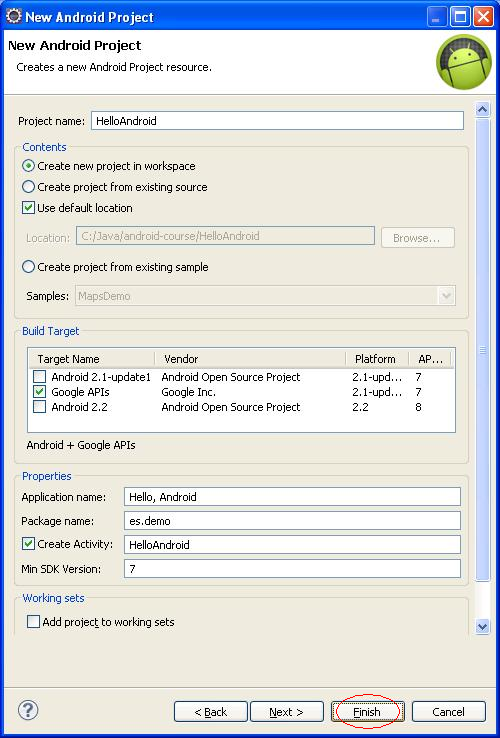 New Android Project
New Android Project
Creates a new Android Project resource.
Project name: HelloAndroid
Contents
Create new project in workspace
Create project from existing source
Use default location
Location: C:/Java/android-course/HelloAndroid Browse...
Create project from existing sample
Samples: MapsDemo
Build Target
Target Name Vendor Platform AP...
Android 2.1-update1 Android Open Source Project 2.1-upd... 7
Google APIs Google Inc. 2.1-upd... 7
Android 2.2 Android Open Source Project 2.2 8
Android + Google APIs
Properties
Application name: Hello, Android
Package name: es.demo
Create Activity: HelloAndroid
Min SDK Version: 7
Working sets
Add project to working sets
? < Back Next > Finish Cancel